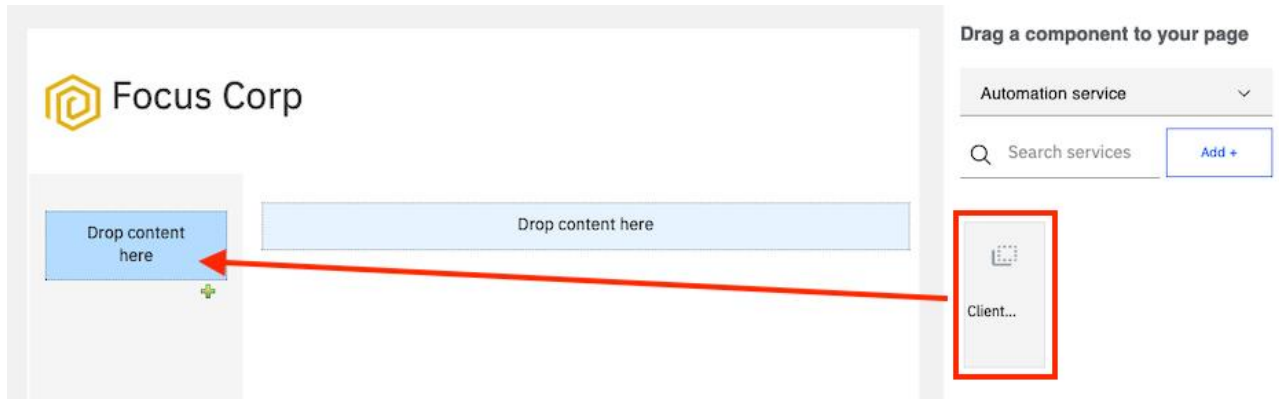 Drag a component to your page
Focus Corp
Automation service
Search services
Add +
Drop content
here
Drop content here
Client...